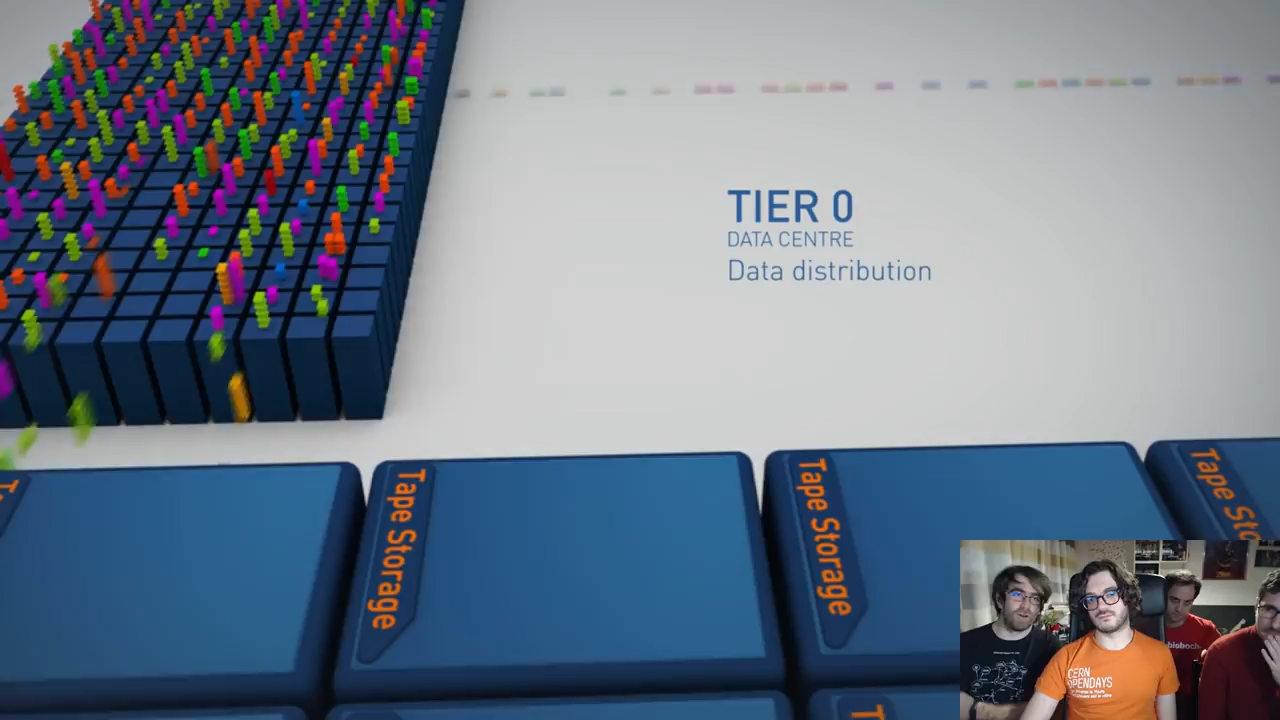 TIER 0
DATA CENTRE
Data distribution
Tape Storage
Tape Storage
CERN
OPENDAYS